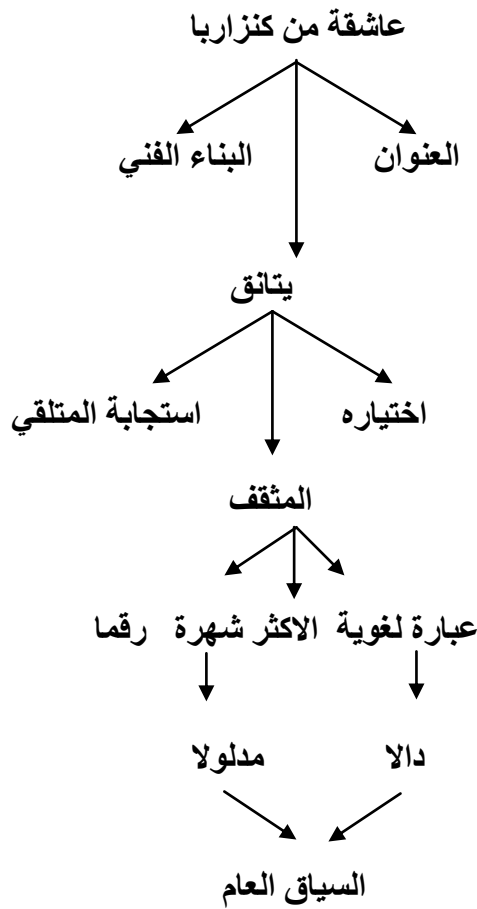 عاشقة من كنزاربا
العنوان البناء الفني
يتانق
اختياره استجابة المتلقي
المثقف
عبارة لغوية الاكثر شهرة رقما
دالا مدلولا
السياق العام